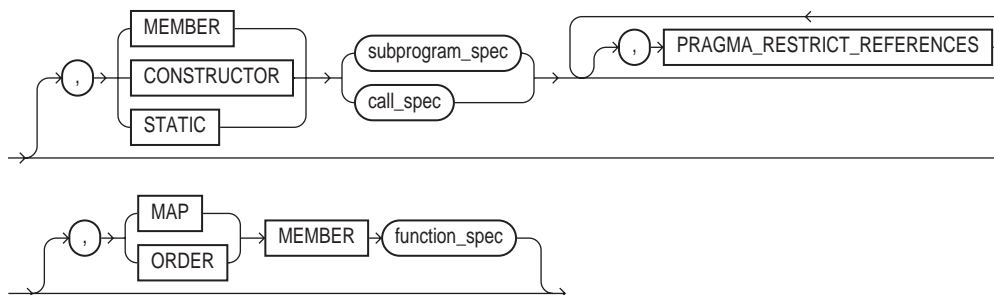 MEMBER
, CONSTRUCTOR
STATIC
subprogram_spec
call_spec
, PRAGMA_RESTRICT_REFERENCES
, MAP
ORDER
MEMBER function_spec